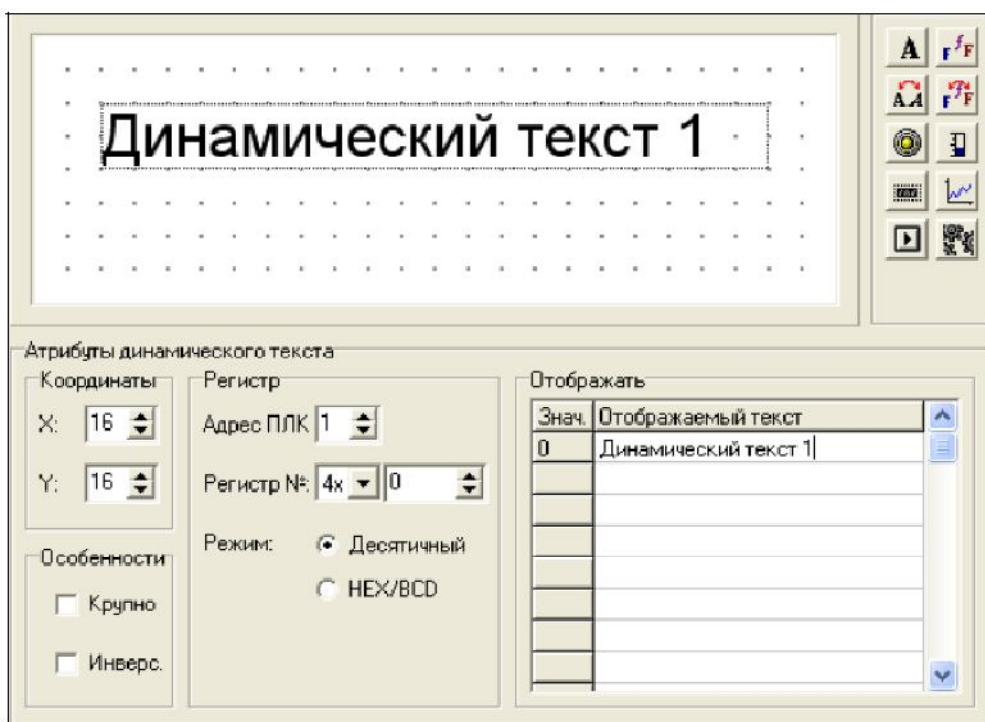 Динамический текст 1
Атрибуты динамического текста
Координаты
X: 16
Y: 16
Особенности
Крупно
Инверс.
Регистр
Адрес ПЛК 1
Регистр №: 4x 0
Режим: Десятичный
HEX/BCD
Отображать
Знач. Отображаемый текст
0 Динамический текст 1